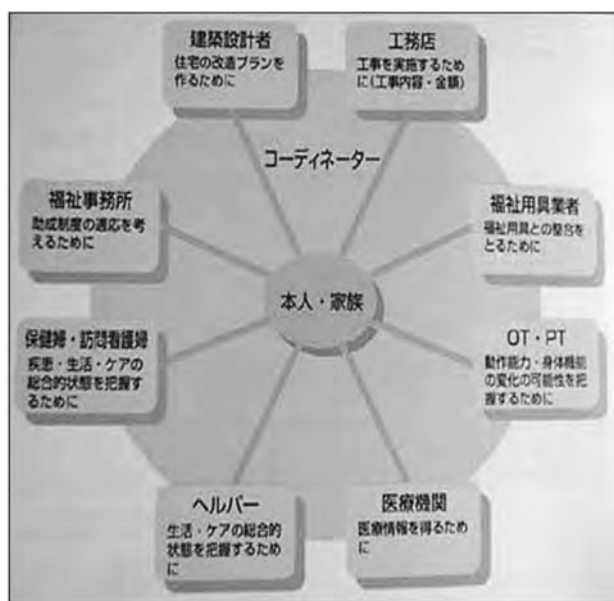 建築設計者
住宅の改造プランを
作るために
工務店
工事を実施するため
に(工事内容・金額)
コーディネーター
福祉事務所
助成制度の適応を考
えるために
福祉用具業者
福祉用具との整合を
とるために
本人・家族
保健婦・訪問看護婦
疾患・生活・ケアの
総合的状態を把握す
るために
OT・PT
動作能力・身体機能
の変化の可能性を把
握するために
ヘルパー
生活・ケアの総合的
状態を把握するため
に
医療機関
医療情報を得るため
に